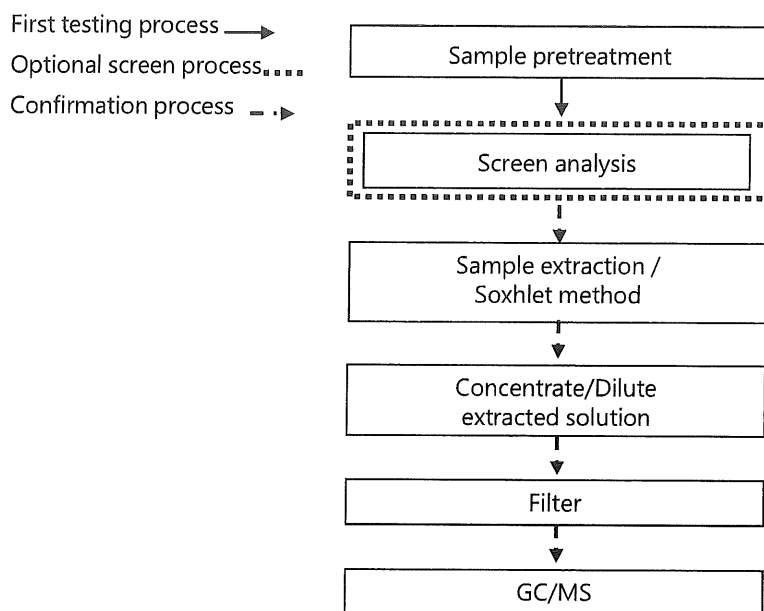 First testing process
Optional screen process
Confirmation process
Sample pretreatment
Screen analysis
Sample extraction /
Soxhlet method
Concentrate/Dilute
extracted solution
Filter
GC/MS